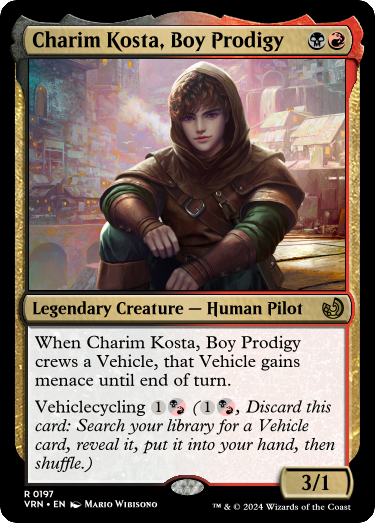 Charim Kosta, Boy Prodigy
Legendary Creature — Human Pilot
When Charim Kosta, Boy Prodigy
crews a Vehicle, that Vehicle gains
menace until end of turn.
Vehiclecycling 1 (1 , Discard this
card: Search your library for a Vehicle
card, reveal it, put it into your hand, then
shuffle.)
3/1
R 0197
VRN • EN Mario Wibisono
™ & © 2024 Wizards of the Coast